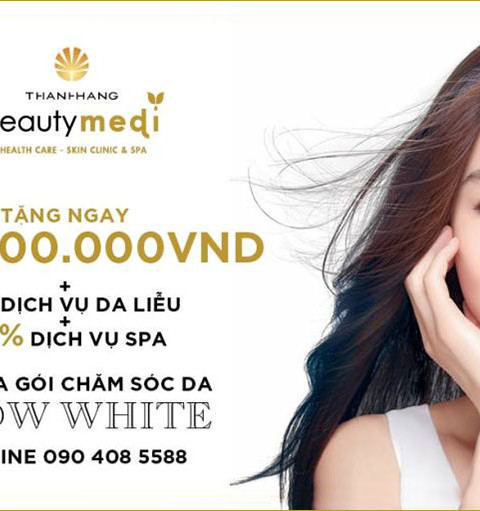 THANHHANG
eautymedi
HEALTH CARE - SKIN CLINIC & SPA
TẶNG NGAY
00.000VND
+
DỊCH VỤ DA LIỄU
+
% DỊCH VỤ SPA
A GÓI CHĂM SÓC DA
OW WHITE
INE 090 408 5588